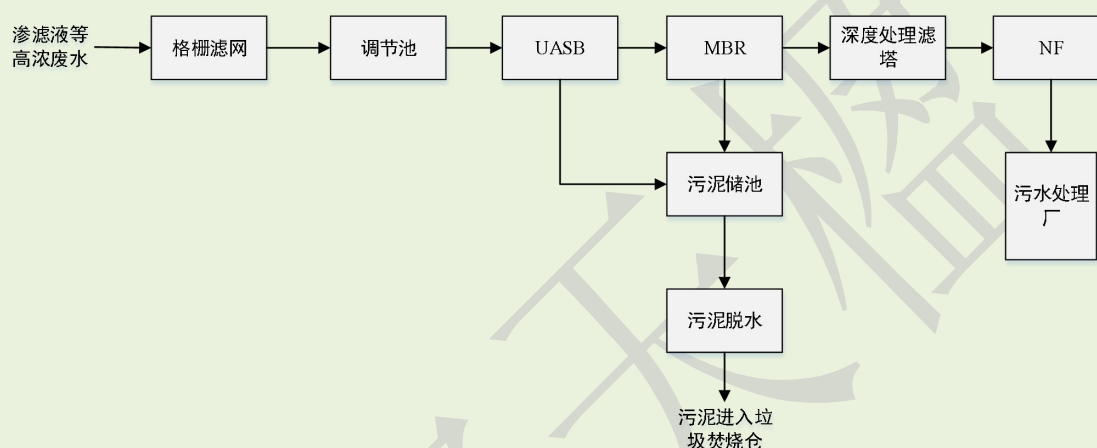 渗滤液等
高浓废水
格栅滤网
调节池
UASB
MBR
深度处理滤
塔
NF
污泥储池
污水处理
厂
污泥脱水
污泥进入垃
圾焚烧仓